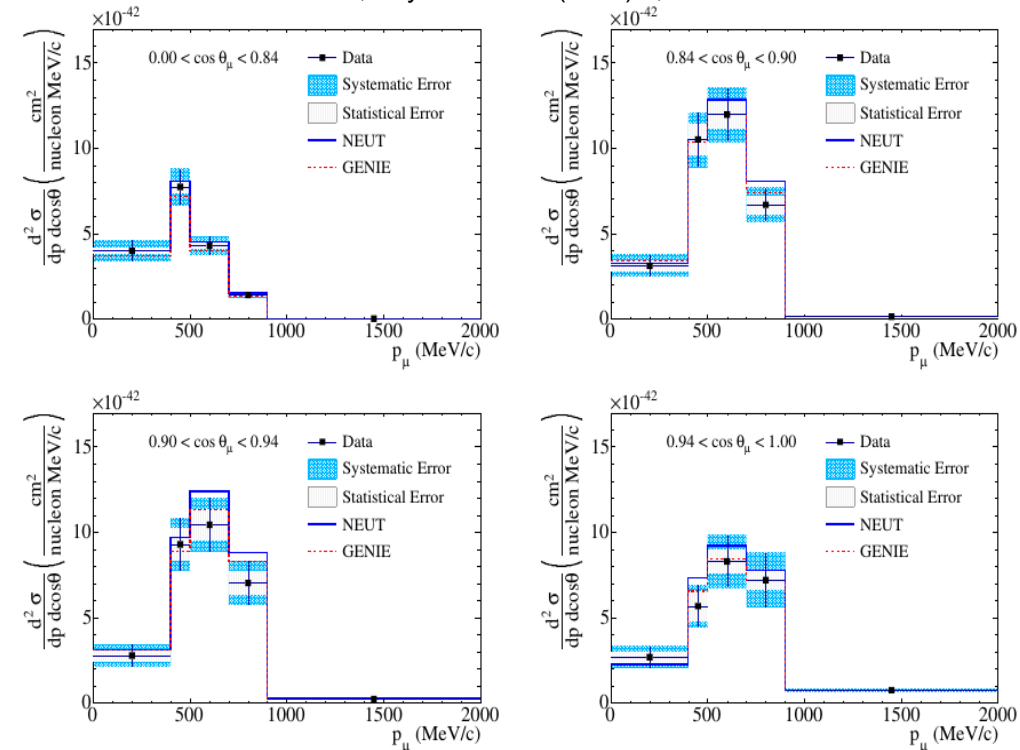 ×10⁻⁴²
0.00 < cos θμ < 0.84
Data
Systematic Error
Statistical Error
NEUT
GENIE
d² σ / dp dcosθ ( cm² / nucleon MeV/c )
15
10
5
0
0 500 1000 1500 2000
pμ (MeV/c)
×10⁻⁴²
0.84 < cos θμ < 0.90
Data
Systematic Error
Statistical Error
NEUT
GENIE
d² σ / dp dcosθ ( cm² / nucleon MeV/c )
15
10
5
0
0 500 1000 1500 2000
pμ (MeV/c)
×10⁻⁴²
0.90 < cos θμ < 0.94
Data
Systematic Error
Statistical Error
NEUT
GENIE
d² σ / dp dcosθ ( cm² / nucleon MeV/c )
15
10
5
0
0 500 1000 1500 2000
pμ (MeV/c)
×10⁻⁴²
0.94 < cos θμ < 1.00
Data
Systematic Error
Statistical Error
NEUT
GENIE
d² σ / dp dcosθ ( cm² / nucleon MeV/c )
15
10
5
0
0 500 1000 1500 2000
pμ (MeV/c)